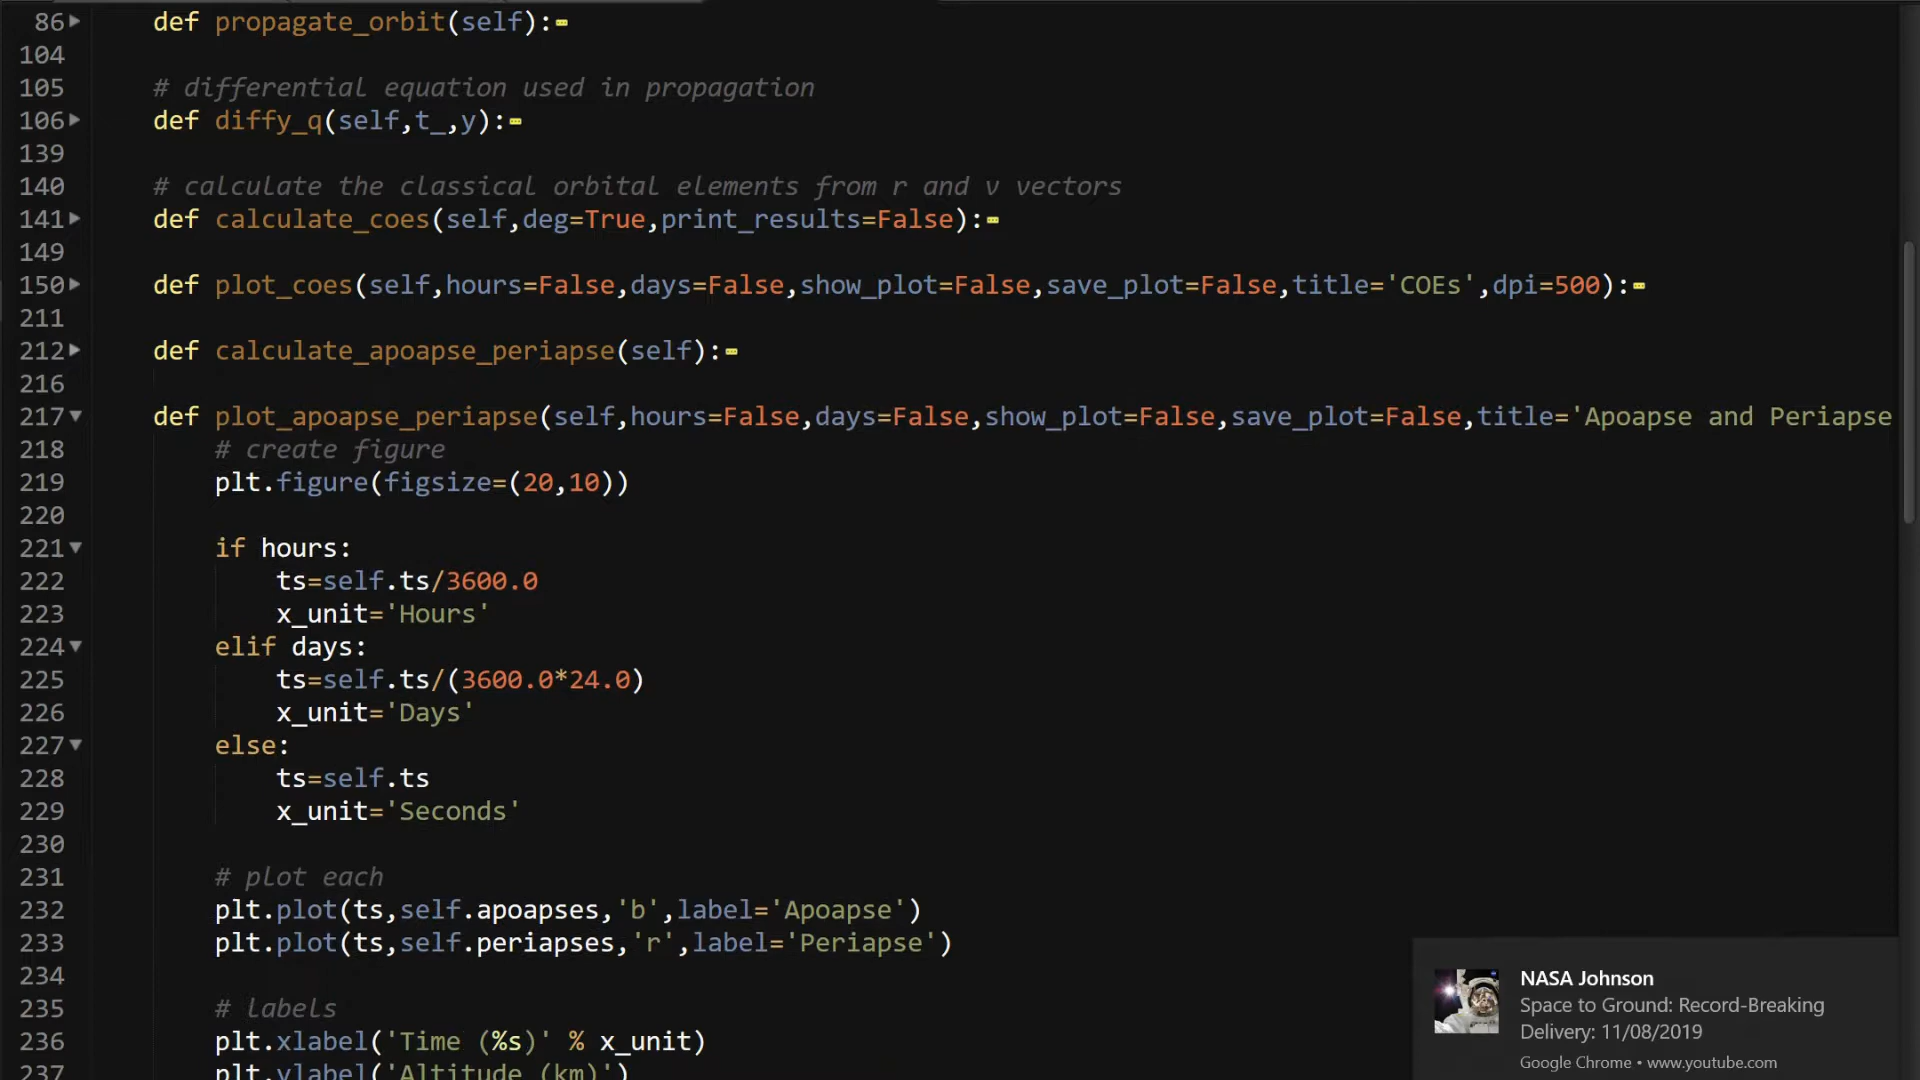 86 def propagate_orbit(self):
104
105 # differential equation used in propagation
106 def diffy_q(self,t_,y):
139
140 # calculate the classical orbital elements from r and v vectors
141 def calculate_coes(self,deg=True,print_results=False):
149
150 def plot_coes(self,hours=False,days=False,show_plot=False,save_plot=False,title='COEs',dpi=500):
211
212 def calculate_apoapse_periapse(self):
216
217 def plot_apoapse_periapse(self,hours=False,days=False,show_plot=False,save_plot=False,title='Apoapse and Periapse
218 # create figure
219 plt.figure(figsize=(20,10))
220
221 if hours:
222 ts=self.ts/3600.0
223 x_unit='Hours'
224 elif days:
225 ts=self.ts/(3600.0*24.0)
226 x_unit='Days'
227 else:
228 ts=self.ts
229 x_unit='Seconds'
230
231 # plot each
232 plt.plot(ts,self.apoapses,'b',label='Apoapse')
233 plt.plot(ts,self.periapses,'r',label='Periapse')
234
235 # labels
236 plt.xlabel('Time (%s)' % x_unit)
237 plt.ylabel('Altitude (km)')
NASA Johnson
Space to Ground: Record-Breaking
Delivery: 11/08/2019
Google Chrome • www.youtube.com